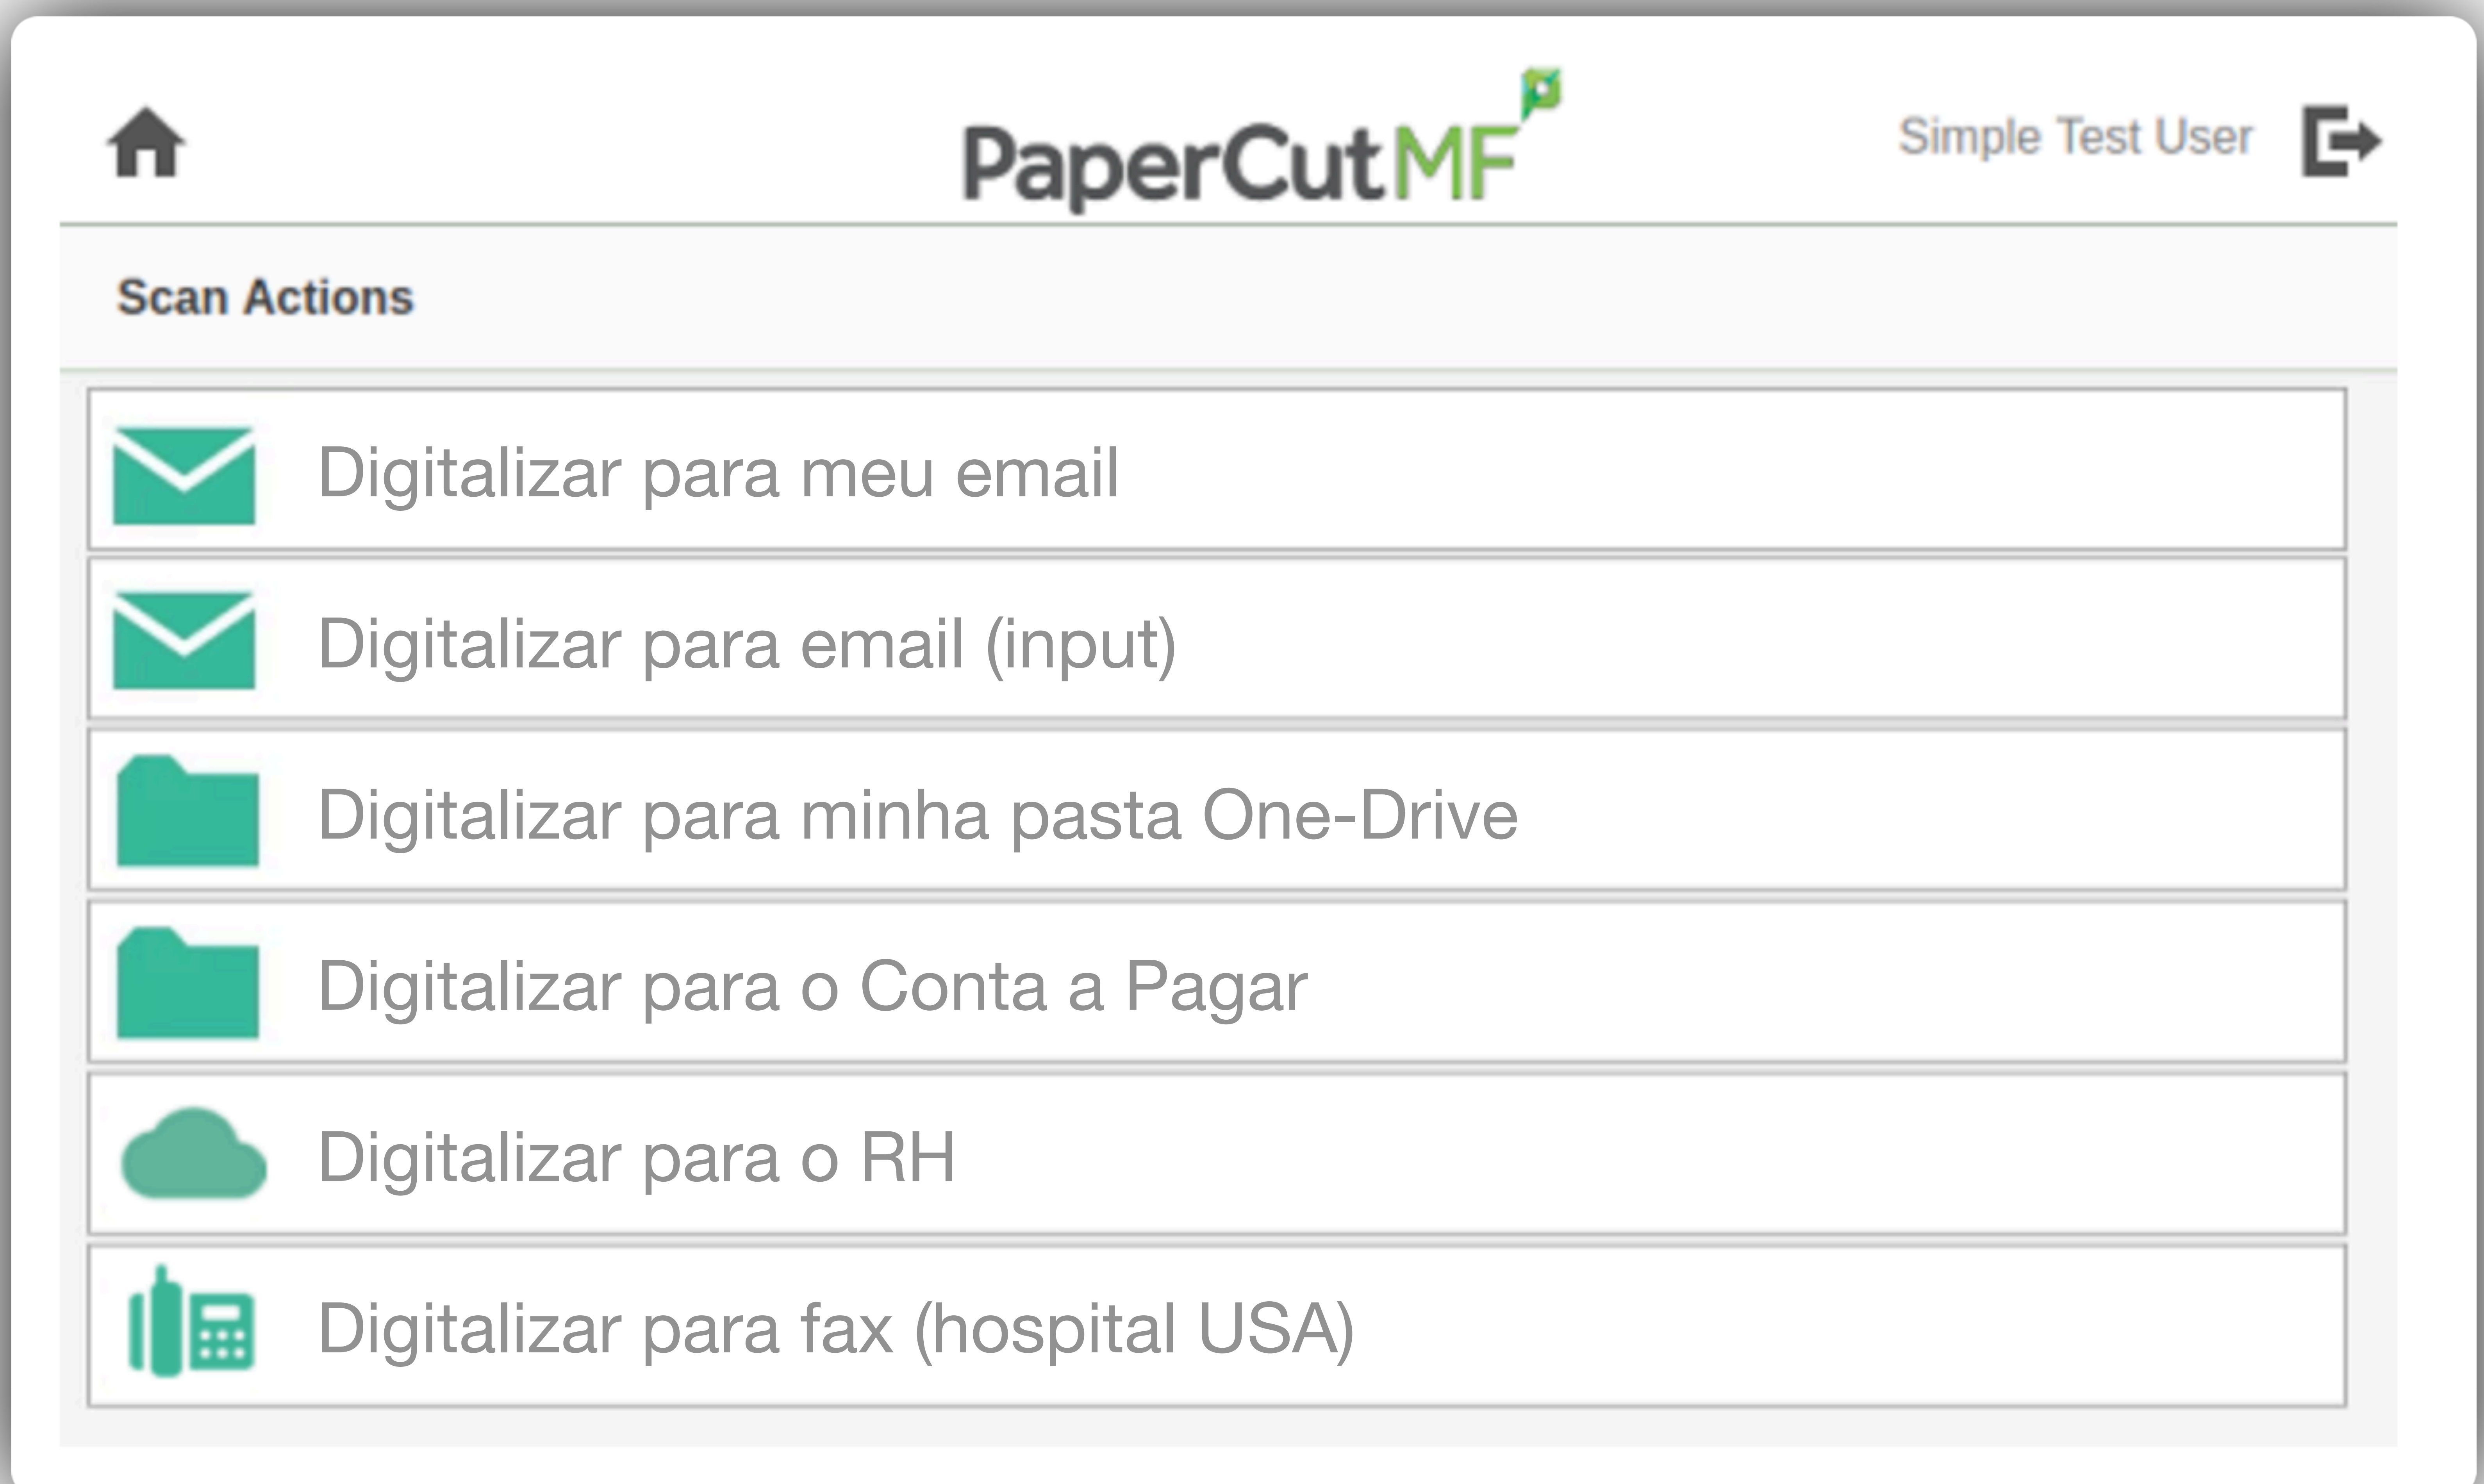 PaperCut MF
Simple Test User
Scan Actions
Digitalizar para meu email
Digitalizar para email (input)
Digitalizar para minha pasta One-Drive
Digitalizar para o Conta a Pagar
Digitalizar para o RH
Digitalizar para fax (hospital USA)